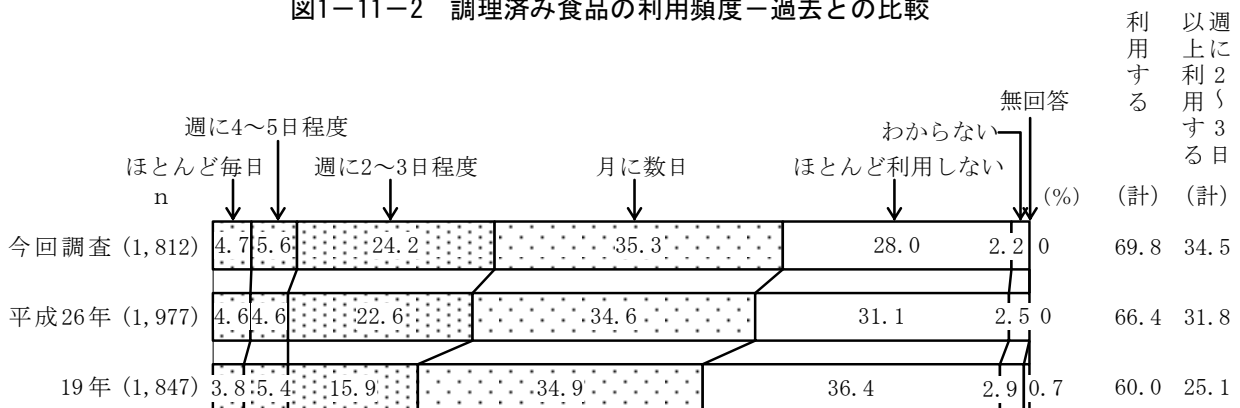 図1－11－2　調理済み食品の利用頻度－過去との比較
利用する
週に2～3日以上利用する
無回答
週に4～5日程度
わからない
ほとんど毎日 週に2～3日程度 月に数日 ほとんど利用しない
n (%) (計) (計)
今回調査 (1,812) 4.7 5.6 24.2 35.3 28.0 2.2 0 69.8 34.5
平成26年 (1,977) 4.6 4.6 22.6 34.6 31.1 2.5 0 66.4 31.8
19年 (1,847) 3.8 5.4 15.9 34.9 36.4 2.9 0.7 60.0 25.1